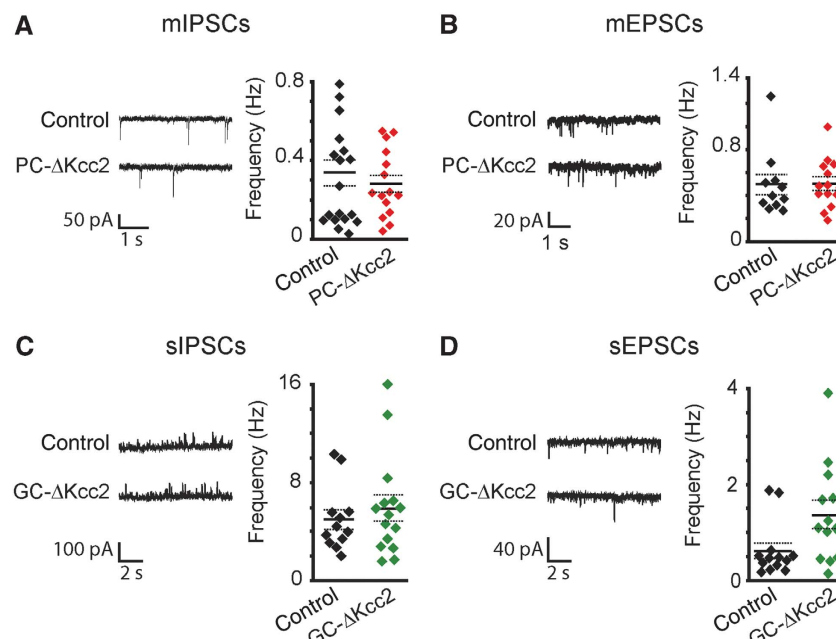 A mIPSCs
Control
PC-ΔKcc2
50 pA
1 s
Frequency (Hz)
0.8
0.4
0
Control
PC-ΔKcc2
B mEPSCs
Control
PC-ΔKcc2
20 pA
1 s
Frequency (Hz)
1.4
0.8
0
Control
PC-ΔKcc2
C sIPSCs
Control
GC-ΔKcc2
100 pA
2 s
Frequency (Hz)
16
8
0
Control
GC-ΔKcc2
D sEPSCs
Control
GC-ΔKcc2
40 pA
2 s
Frequency (Hz)
4
2
0
Control
GC-ΔKcc2